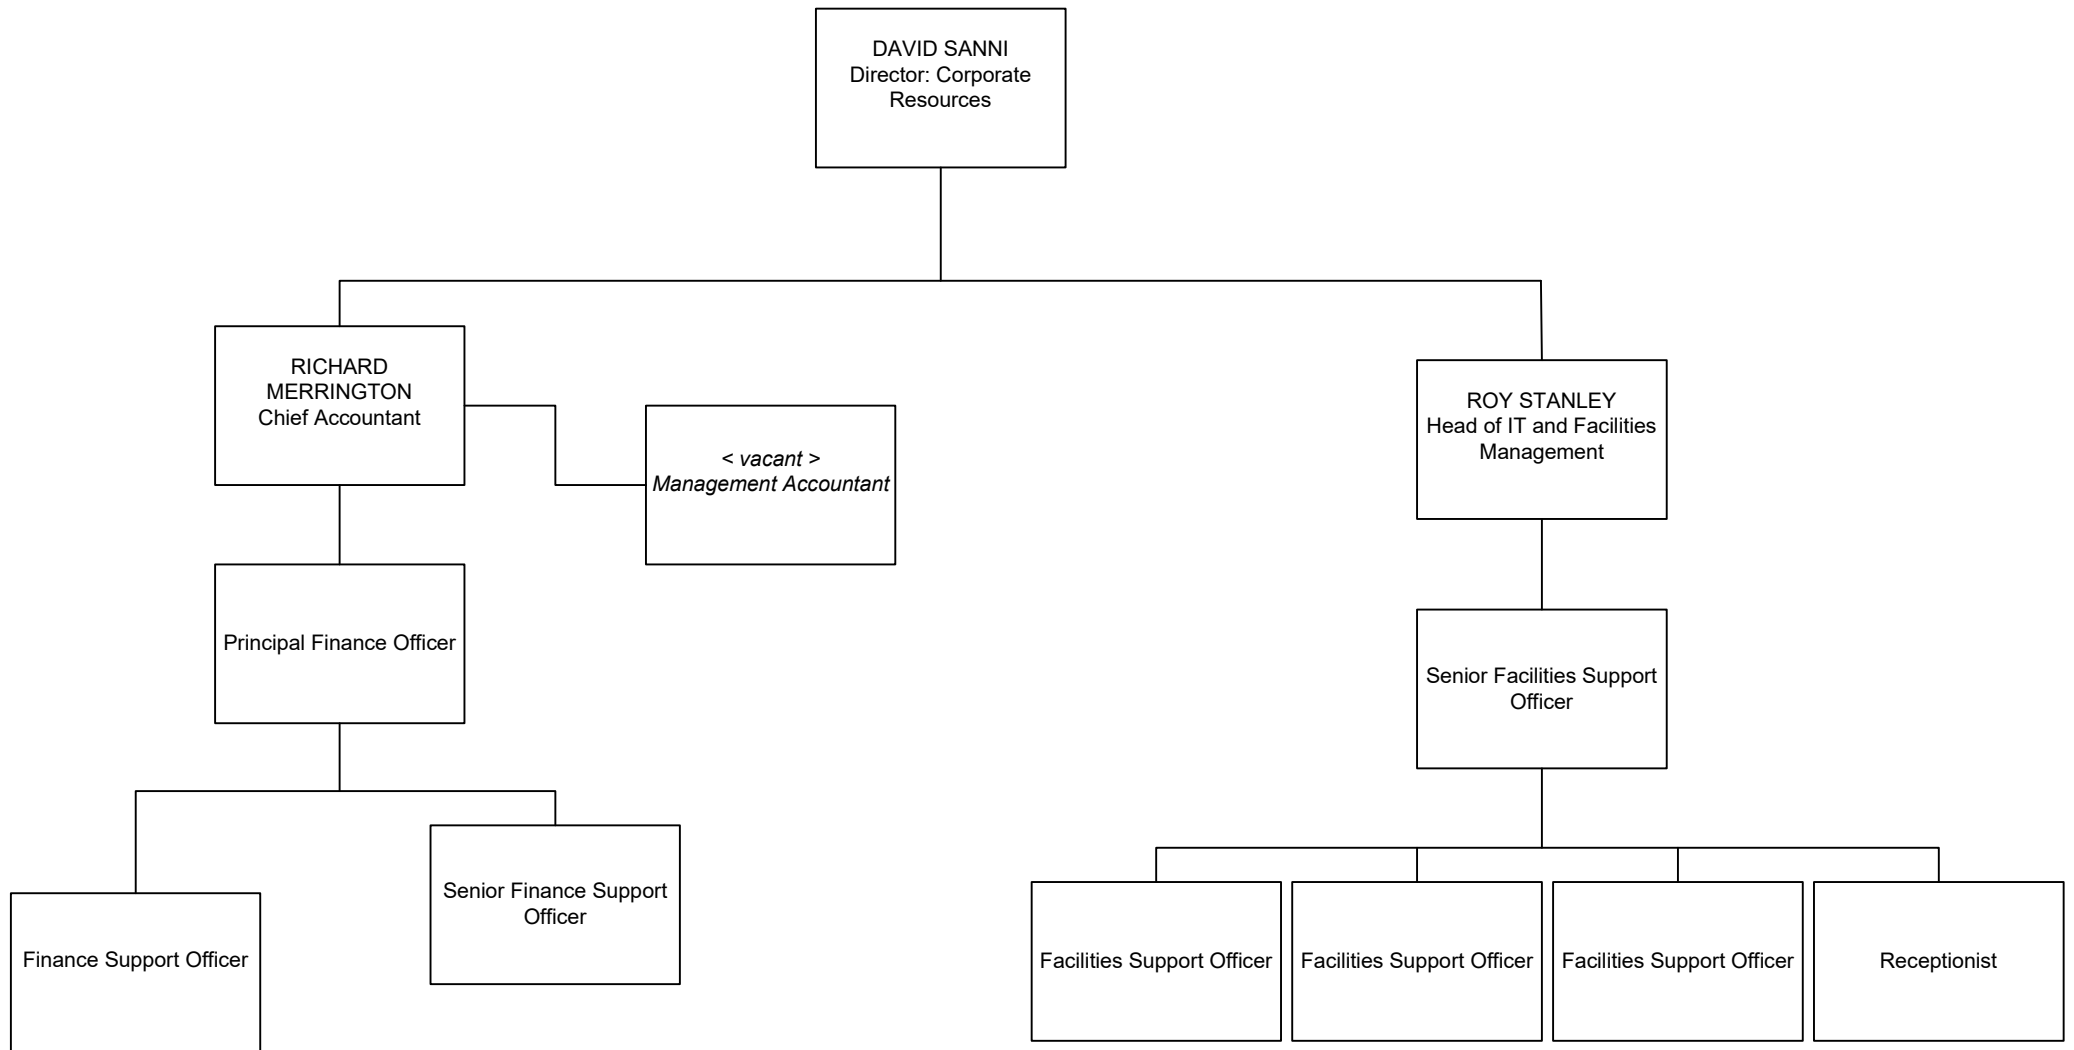 DAVID SANNI
Director: Corporate
Resources
RICHARD
MERRINGTON
Chief Accountant
< vacant >
Management Accountant
ROY STANLEY
Head of IT and Facilities
Management
Principal Finance Officer
Senior Facilities Support
Officer
Senior Finance Support
Officer
Finance Support Officer
Facilities Support Officer
Facilities Support Officer
Facilities Support Officer
Receptionist